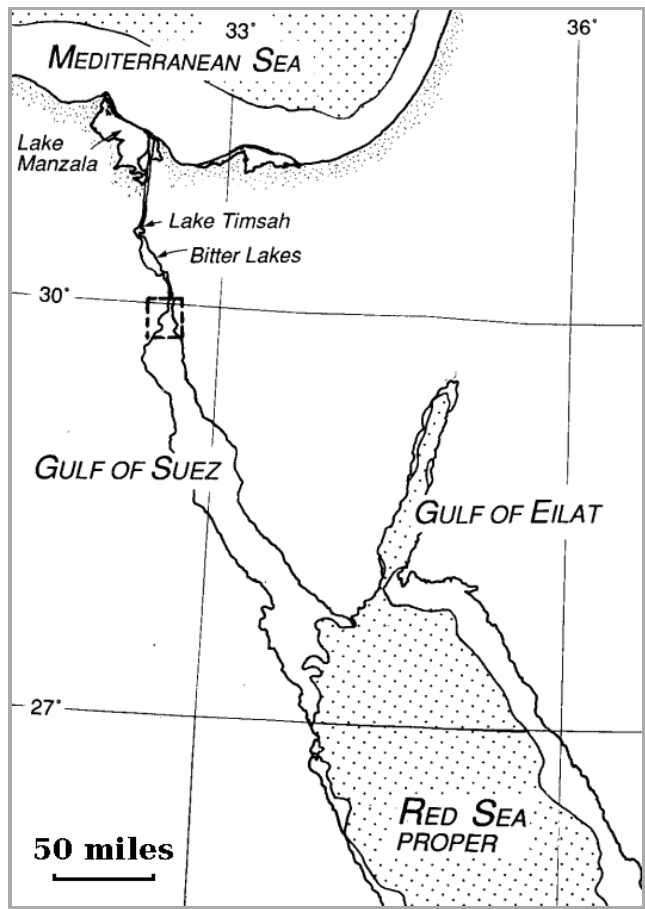 33°
36°
MEDITERRANEAN SEA
Lake
Manzala
Lake Timsah
Bitter Lakes
30°
GULF OF SUEZ
GULF OF EILAT
27°
RED SEA
PROPER
50 miles